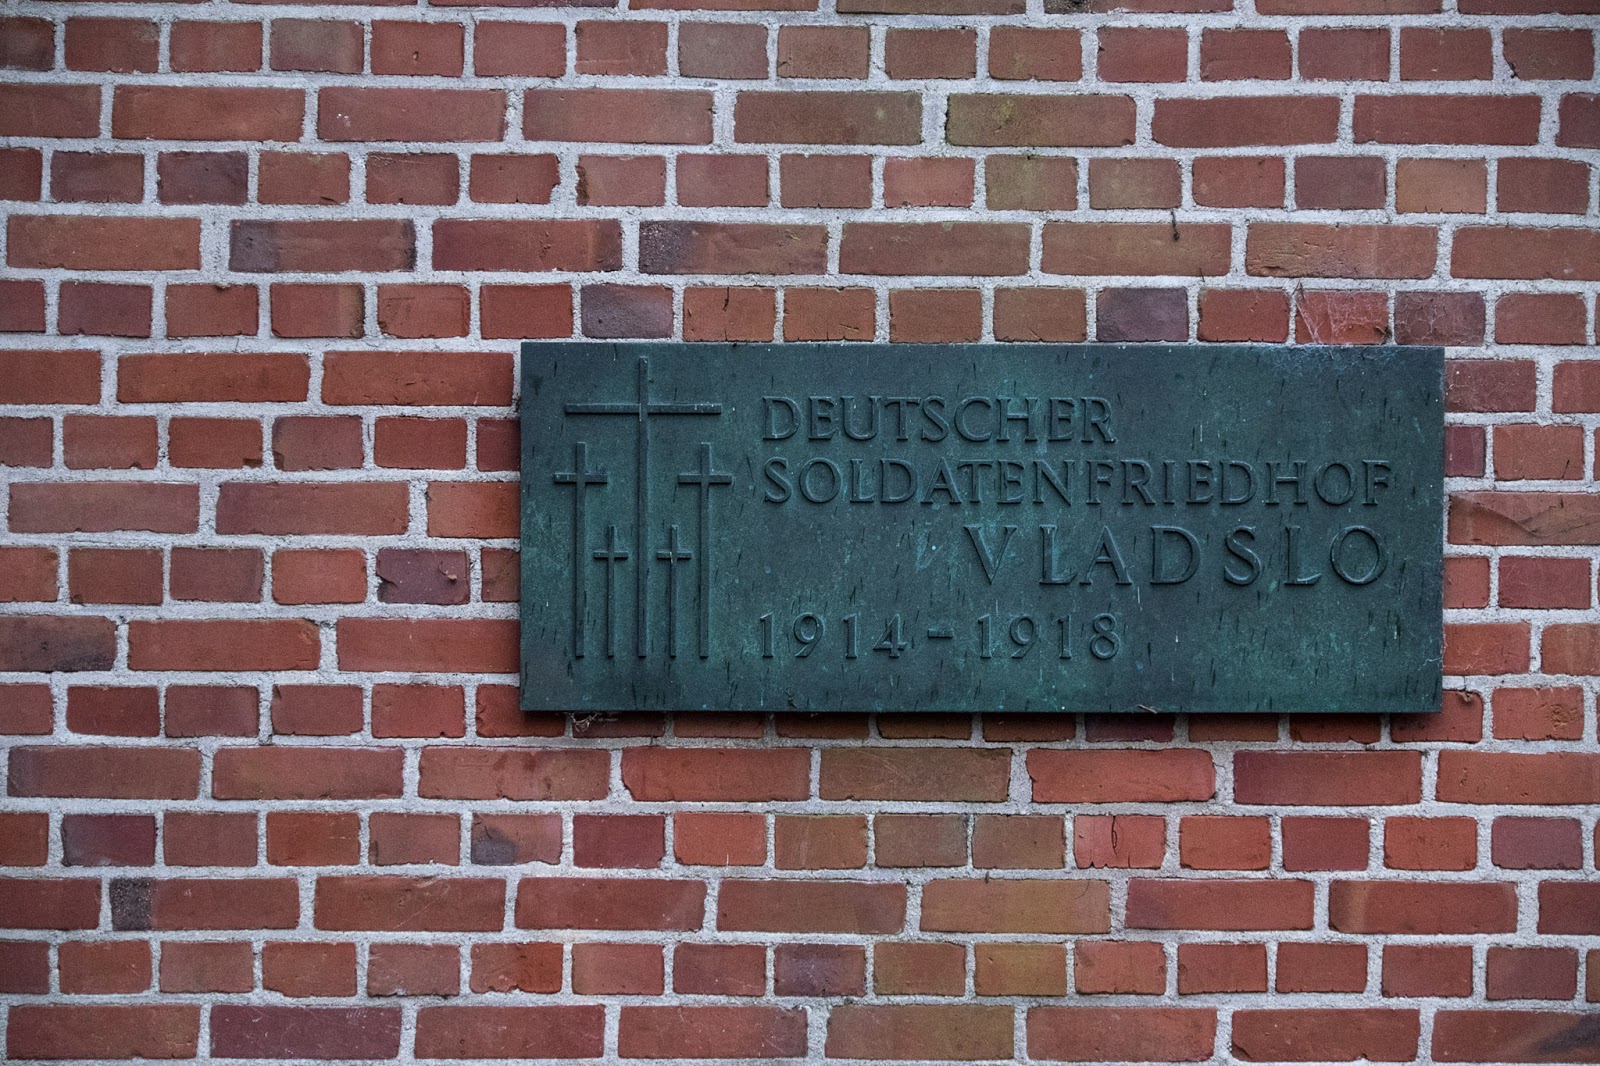 DEUTSCHER
SOLDATENFRIEDHOF
VLADSLO
1914-1918